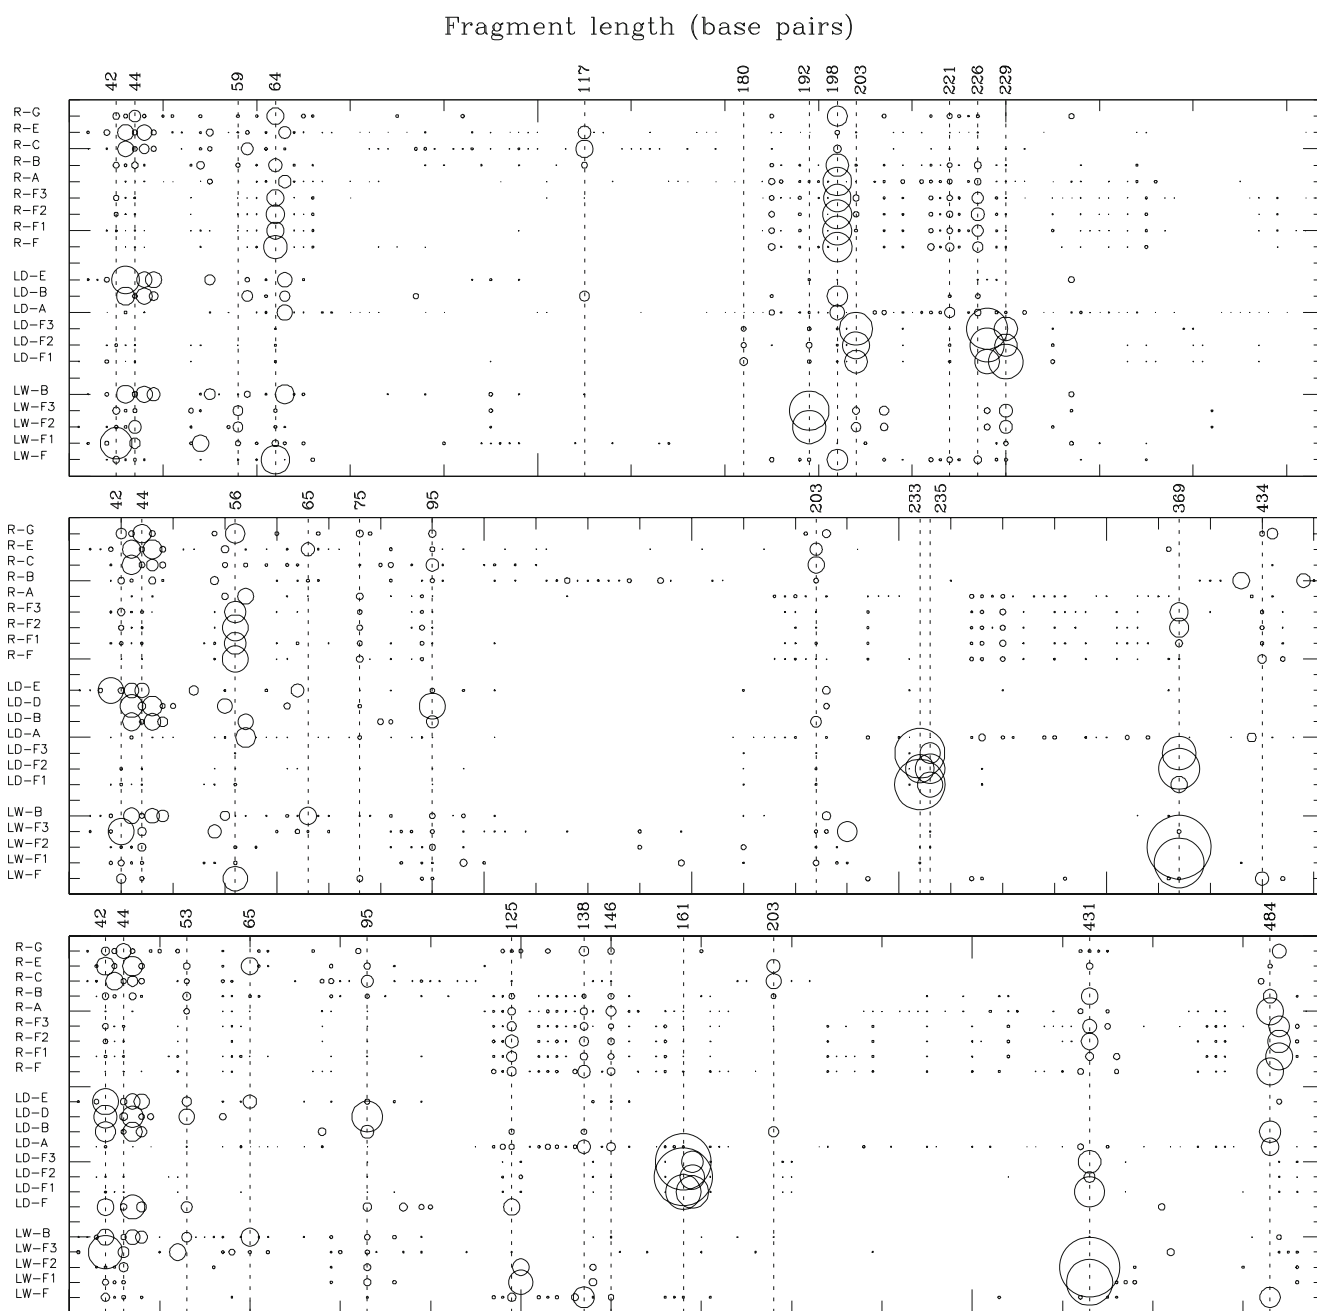 Fragment length (base pairs)
42 44 59 64 117 180 192 198 203 221 226 229
R-G
R-E
R-C
R-B
R-A
R-F3
R-F2
R-F1
R-F
LD-E
LD-B
LD-A
LD-F3
LD-F2
LD-F1
LW-B
LW-F3
LW-F2
LW-F1
LW-F
42 44 56 65 75 95 203 233 235 369 434
R-G
R-E
R-C
R-B
R-A
R-F3
R-F2
R-F1
R-F
LD-E
LD-D
LD-B
LD-A
LD-F3
LD-F2
LD-F1
LW-B
LW-F3
LW-F2
LW-F1
LW-F
42 44 53 65 95 125 138 146 161 203 431 484
R-G
R-E
R-C
R-B
R-A
R-F3
R-F2
R-F1
R-F
LD-E
LD-D
LD-B
LD-A
LD-F3
LD-F2
LD-F1
LD-F
LW-B
LW-F3
LW-F2
LW-F1
LW-F